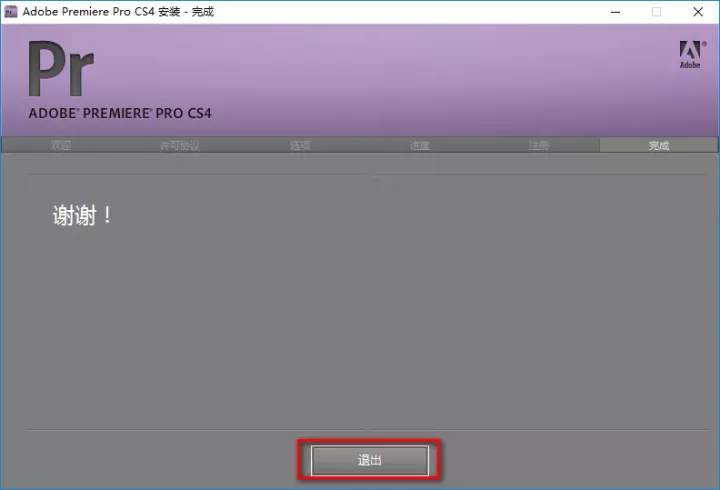 Adobe Premiere Pro CS4 安装 - 完成
Pr
Adobe
ADOBE® PREMIERE® PRO CS4
欢迎 许可协议 选项 进度 注册 完成
谢谢！
退出